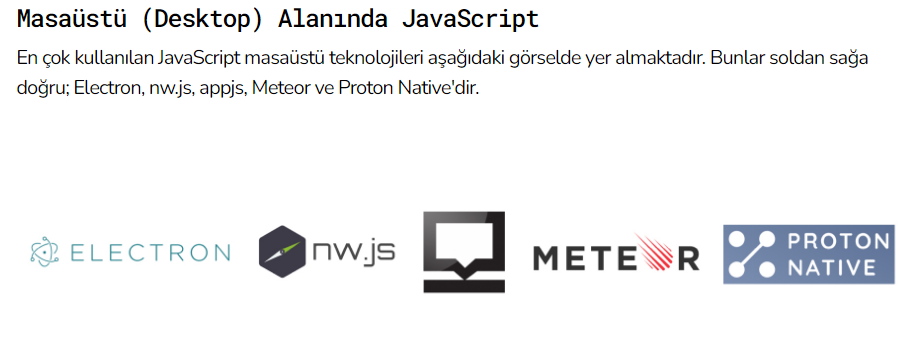 Masaüstü (Desktop) Alanında JavaScript
En çok kullanılan JavaScript masaüstü teknolojileri aşağıdaki görselde yer almaktadır. Bunlar soldan sağa
doğru; Electron, nw.js, appjs, Meteor ve Proton Native'dir.
ELECTRON
nw.js
METEOR
PROTON
NATIVE